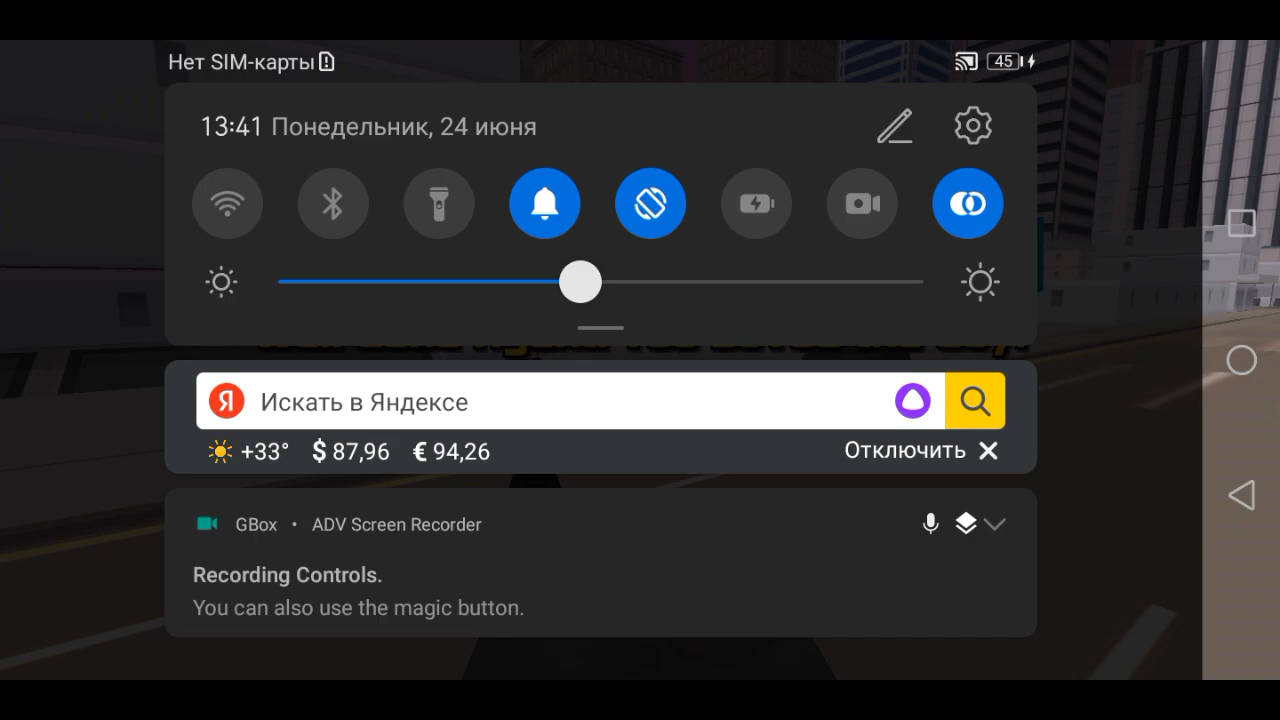 Нет SIM-карты
45
13:41 Понедельник, 24 июня
Я Искать в Яндексе
+33° $ 87,96 € 94,26 Отключить
GBox • ADV Screen Recorder
Recording Controls.
You can also use the magic button.